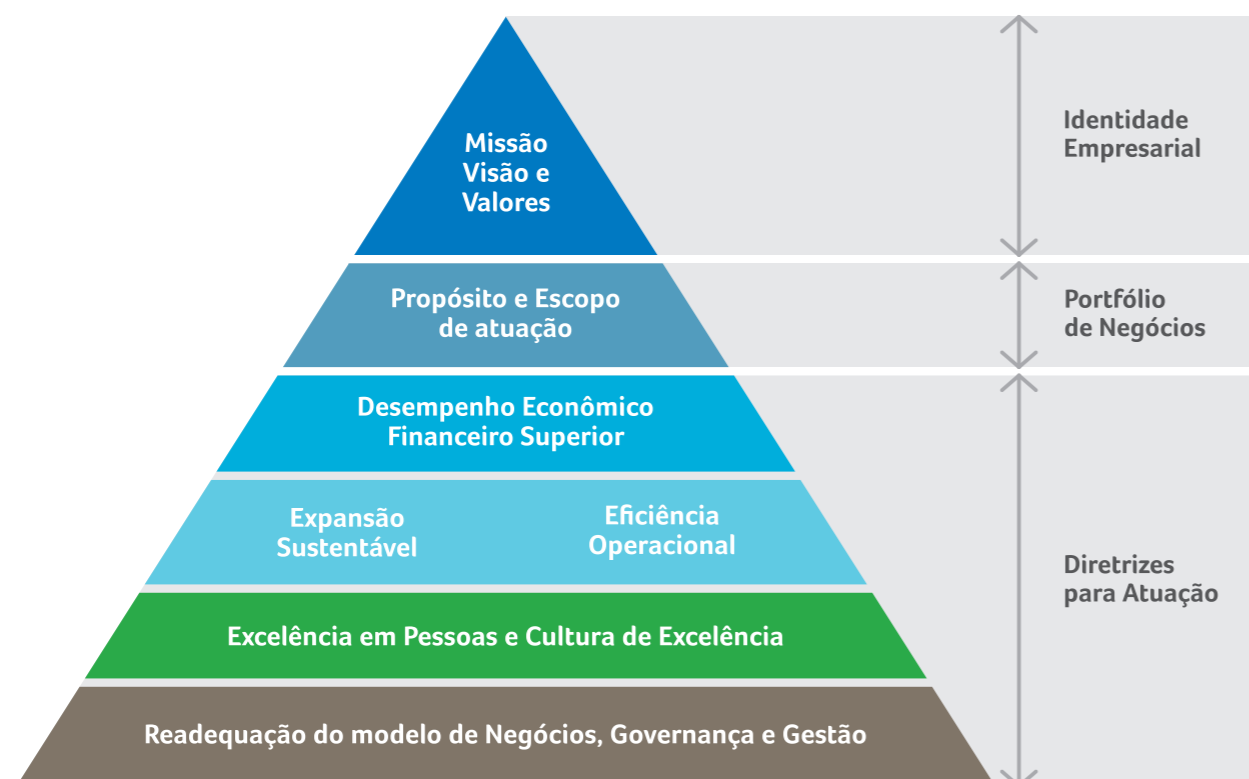 Missão
Visão e
Valores
Identidade
Empresarial
Propósito e Escopo
de atuação
Portfólio
de Negócios
Desempenho Econômico
Financeiro Superior
Expansão
Sustentável
Eficiência
Operacional
Diretrizes
para Atuação
Excelência em Pessoas e Cultura de Excelência
Readequação do modelo de Negócios, Governança e Gestão